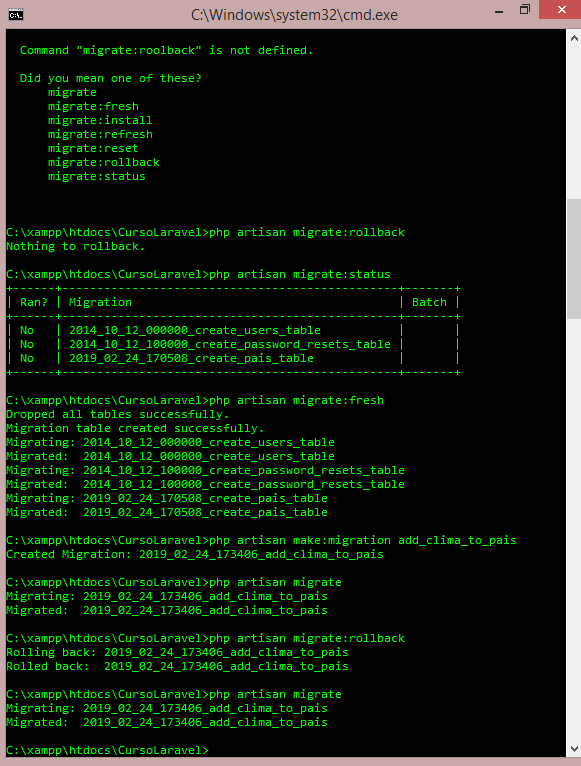 C:\Windows\system32\cmd.exe
Command "migrate:roolback" is not defined.
Did you mean one of these?
migrate
migrate:fresh
migrate:install
migrate:refresh
migrate:reset
migrate:rollback
migrate:status
C:\xampp\htdocs\CursoLaravel>php artisan migrate:rollback
Nothing to rollback.
C:\xampp\htdocs\CursoLaravel>php artisan migrate:status
+------+------------------------------------------------+-------+
| Ran? | Migration                                      | Batch |
+------+------------------------------------------------+-------+
| No   | 2014_10_12_000000_create_users_table           |       |
| No   | 2014_10_12_100000_create_password_resets_table |       |
| No   | 2019_02_24_170508_create_pais_table            |       |
+------+------------------------------------------------+-------+
C:\xampp\htdocs\CursoLaravel>php artisan migrate:fresh
Dropped all tables successfully.
Migration table created successfully.
Migrating: 2014_10_12_000000_create_users_table
Migrated:  2014_10_12_000000_create_users_table
Migrating: 2014_10_12_100000_create_password_resets_table
Migrated:  2014_10_12_100000_create_password_resets_table
Migrating: 2019_02_24_170508_create_pais_table
Migrated:  2019_02_24_170508_create_pais_table
C:\xampp\htdocs\CursoLaravel>php artisan make:migration add_clima_to_pais
Created Migration: 2019_02_24_173406_add_clima_to_pais
C:\xampp\htdocs\CursoLaravel>php artisan migrate
Migrating: 2019_02_24_173406_add_clima_to_pais
Migrated:  2019_02_24_173406_add_clima_to_pais
C:\xampp\htdocs\CursoLaravel>php artisan migrate:rollback
Rolling back: 2019_02_24_173406_add_clima_to_pais
Rolled back:  2019_02_24_173406_add_clima_to_pais
C:\xampp\htdocs\CursoLaravel>php artisan migrate
Migrating: 2019_02_24_173406_add_clima_to_pais
Migrated:  2019_02_24_173406_add_clima_to_pais
C:\xampp\htdocs\CursoLaravel>